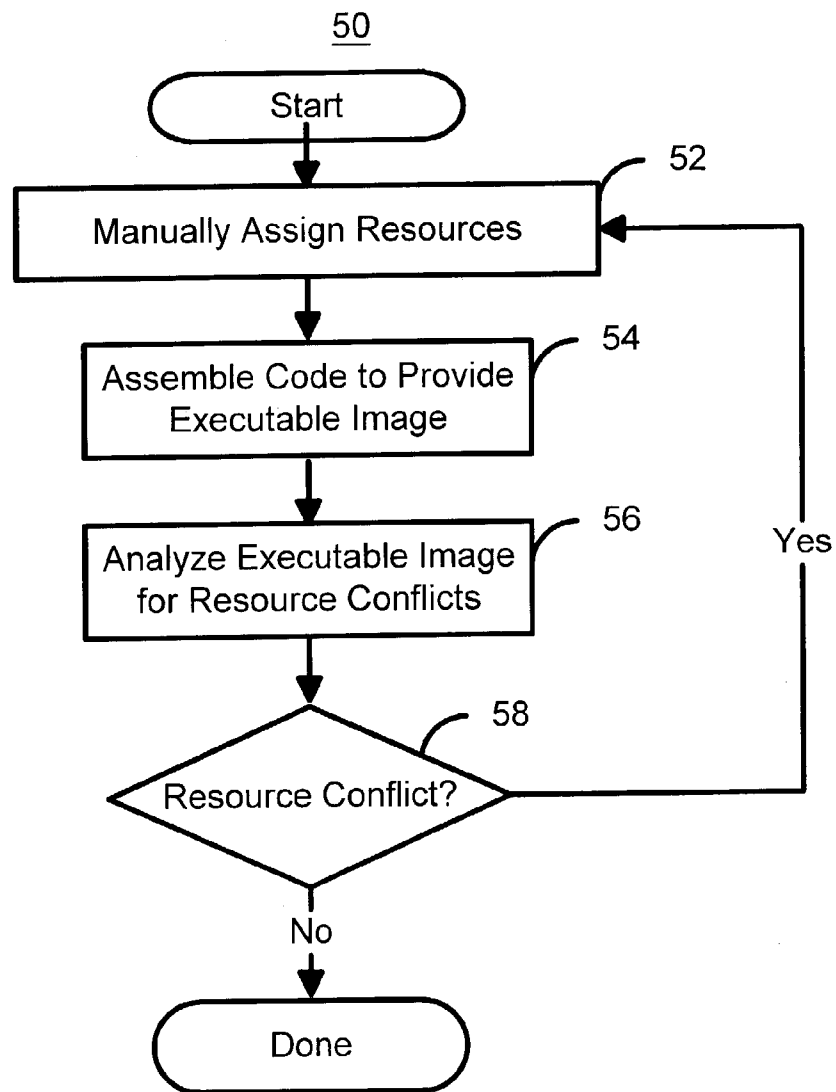 50
Start
52
Manually Assign Resources
54
Assemble Code to Provide
Executable Image
56
Analyze Executable Image
for Resource Conflicts
Yes
58
Resource Conflict?
No
Done